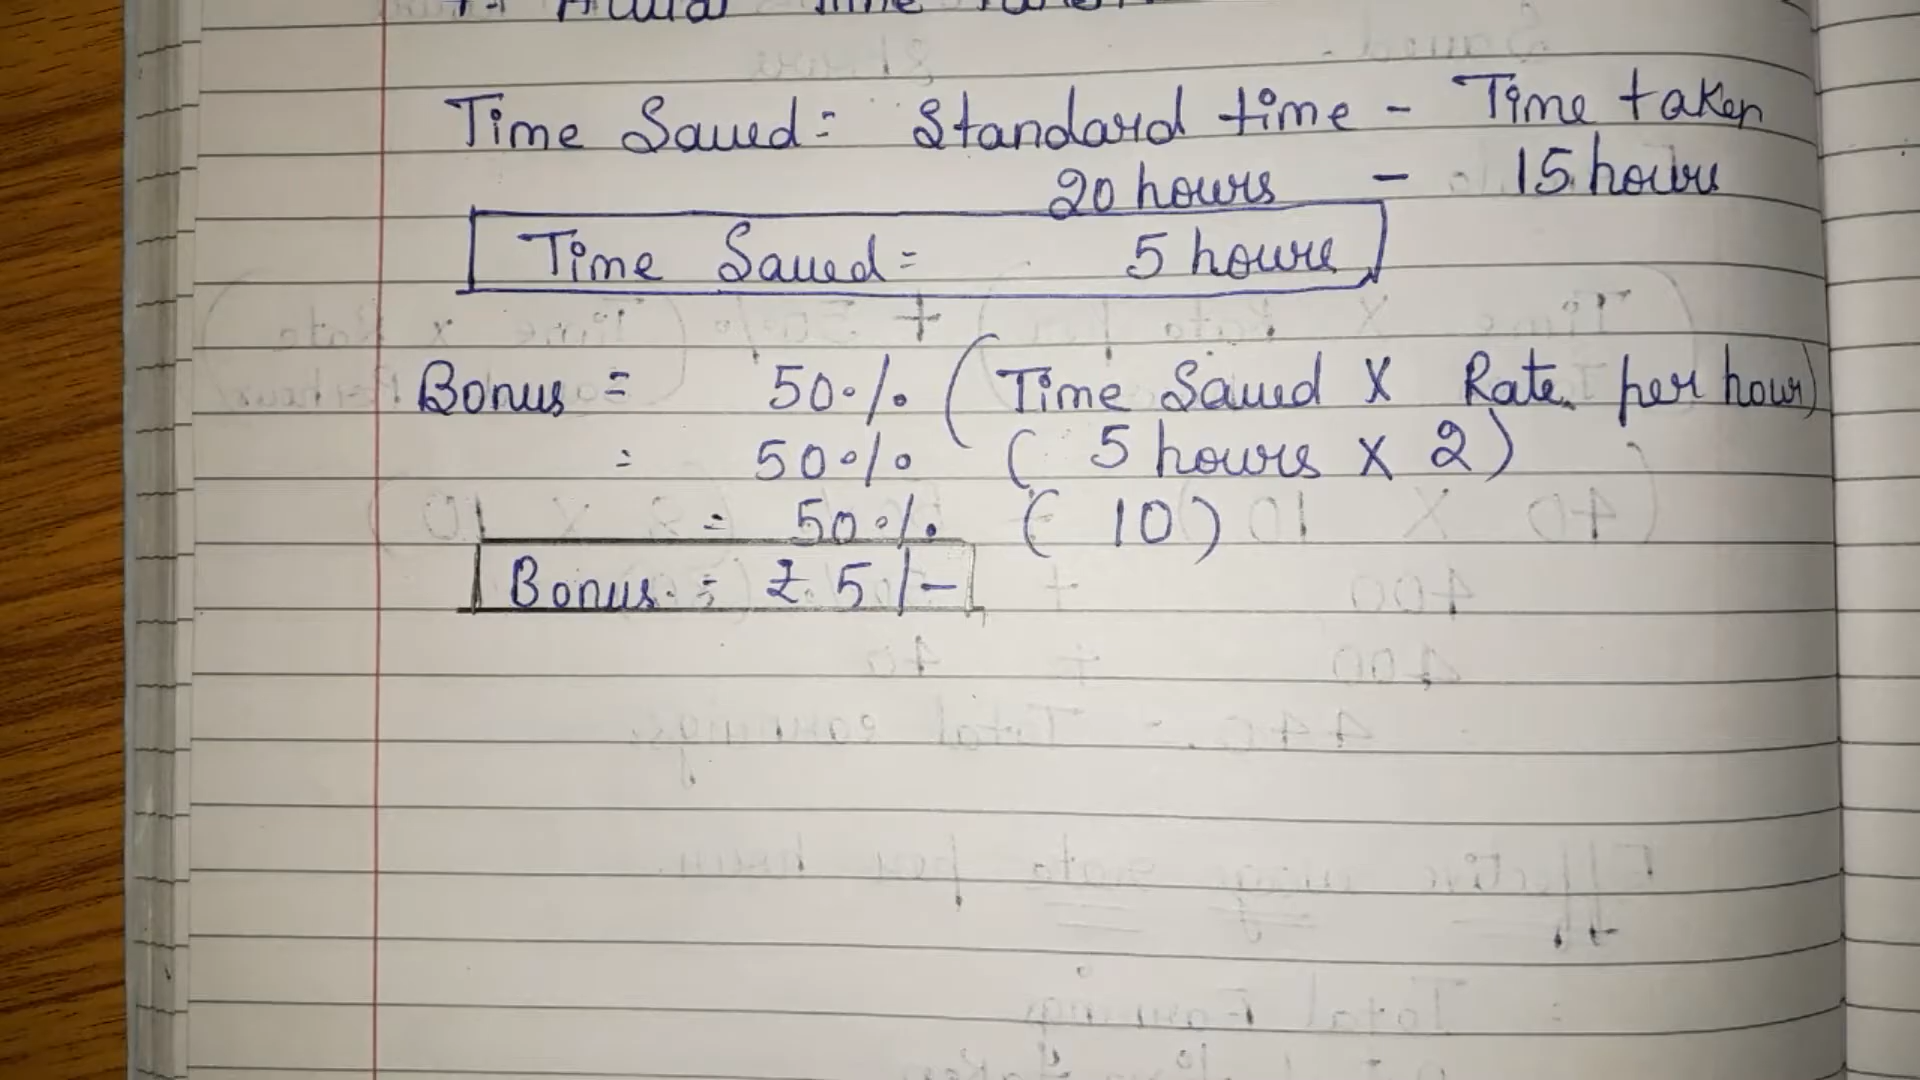 Time Saved = Standard time - Time taken
20 hours - 15 hours
Time Saved = 5 hours
Bonus = 50% (Time Saved X Rate per hour)
= 50% (5 hours X 2)
= 50% (10)
Bonus = ₹ 5/-